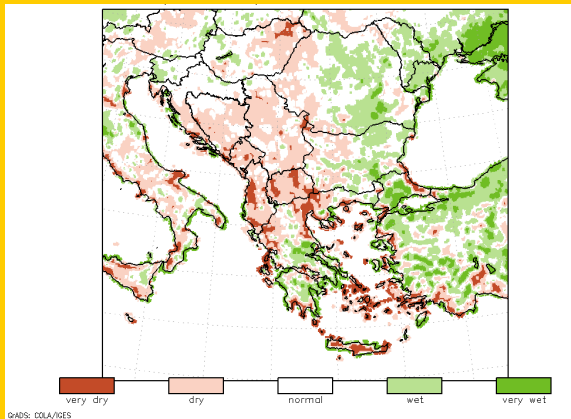 very dry
dry
normal
wet
very wet
GrADS: COLA/IGES